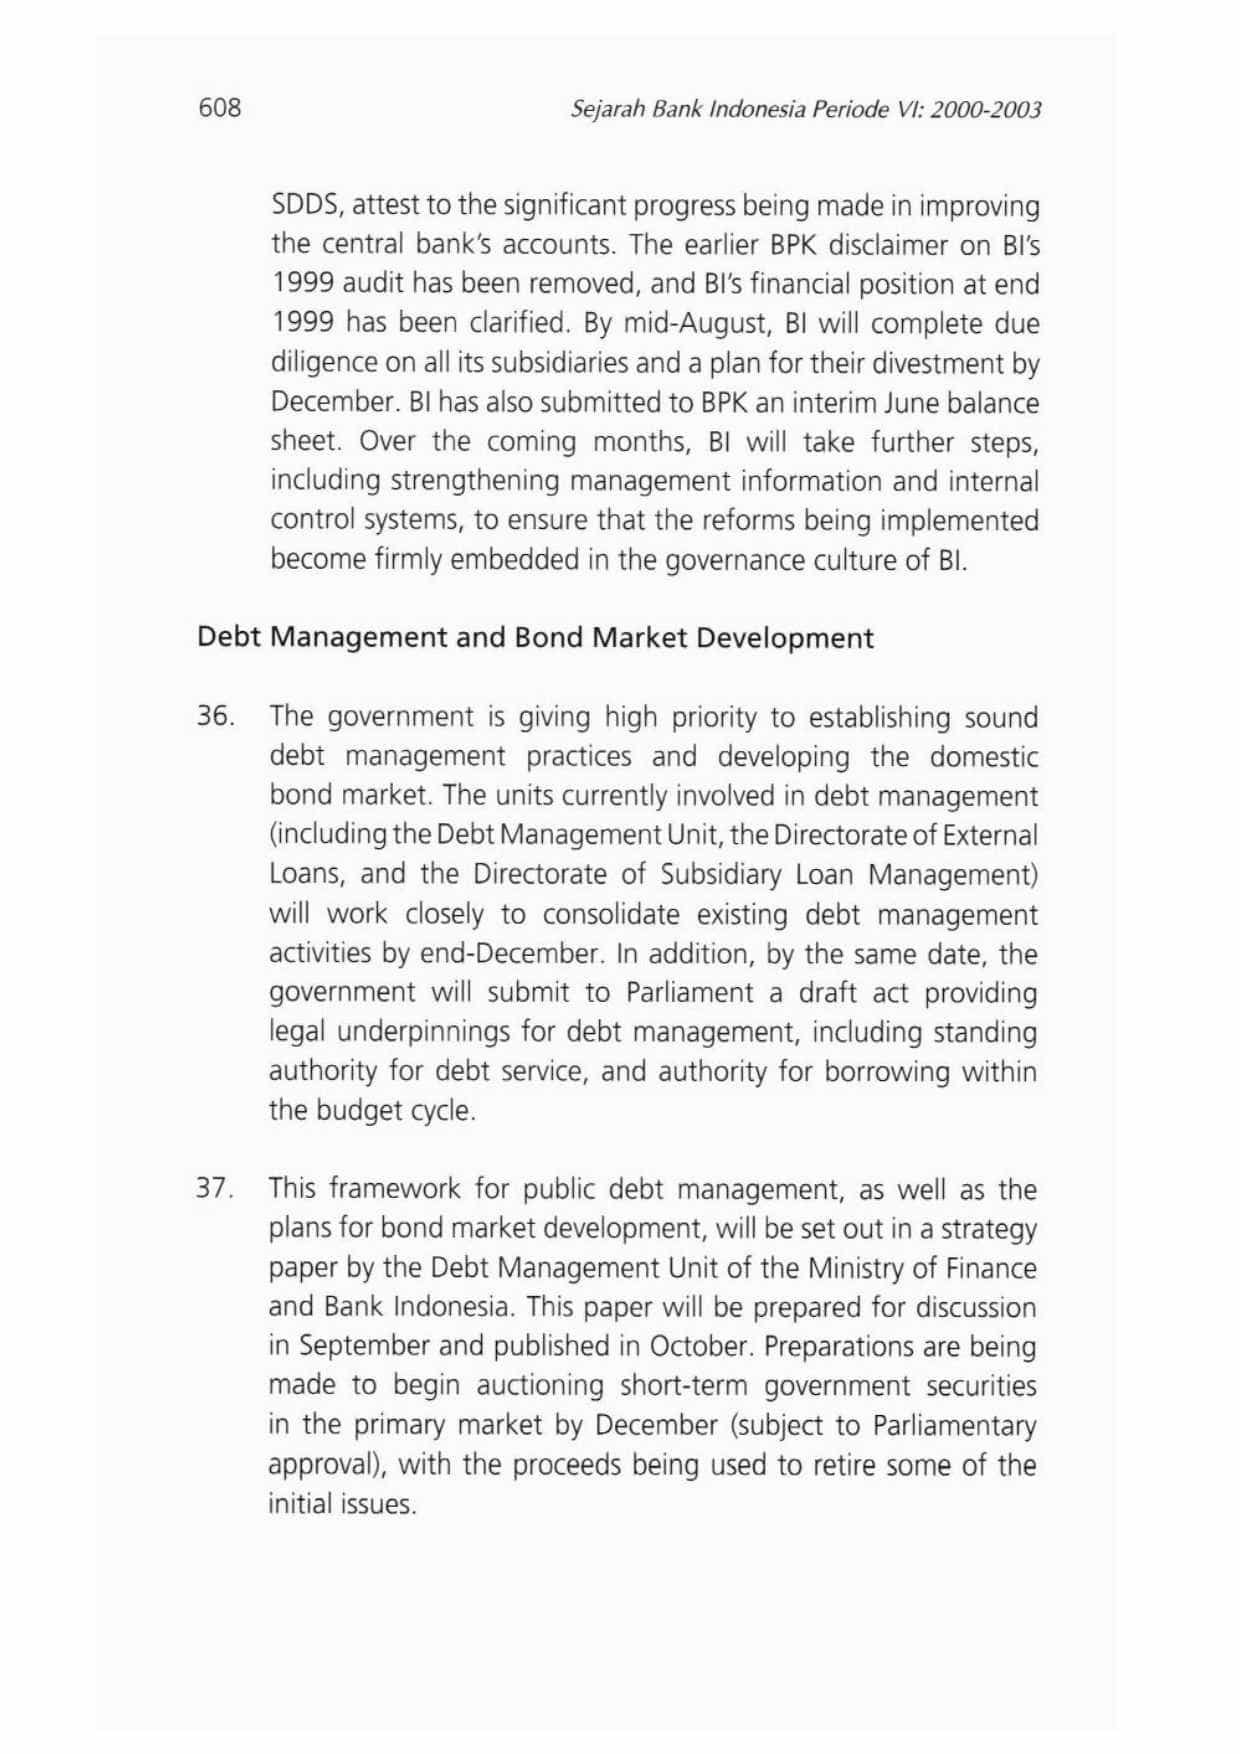 608
Sejarah Bank Indonesia Periode VI: 2000-2003
SDDS, attest to the significant progress being made in improving
the central bank's accounts. The earlier BPK disclaimer on BI's
1999 audit has been removed, and BI's financial position at end
1999 has been clarified. By mid-August, BI will complete due
diligence on all its subsidiaries and a plan for their divestment by
December. BI has also submitted to BPK an interim June balance
sheet. Over the coming months, BI will take further steps,
including strengthening management information and internal
control systems, to ensure that the reforms being implemented
become firmly embedded in the governance culture of BI.
Debt Management and Bond Market Development
36. The government is giving high priority to establishing sound
debt management practices and developing the domestic
bond market. The units currently involved in debt management
(including the Debt Management Unit, the Directorate of External
Loans, and the Directorate of Subsidiary Loan Management)
will work closely to consolidate existing debt management
activities by end-December. In addition, by the same date, the
government will submit to Parliament a draft act providing
legal underpinnings for debt management, including standing
authority for debt service, and authority for borrowing within
the budget cycle.
37. This framework for public debt management, as well as the
plans for bond market development, will be set out in a strategy
paper by the Debt Management Unit of the Ministry of Finance
and Bank Indonesia. This paper will be prepared for discussion
in September and published in October. Preparations are being
made to begin auctioning short-term government securities
in the primary market by December (subject to Parliamentary
approval), with the proceeds being used to retire some of the
initial issues.